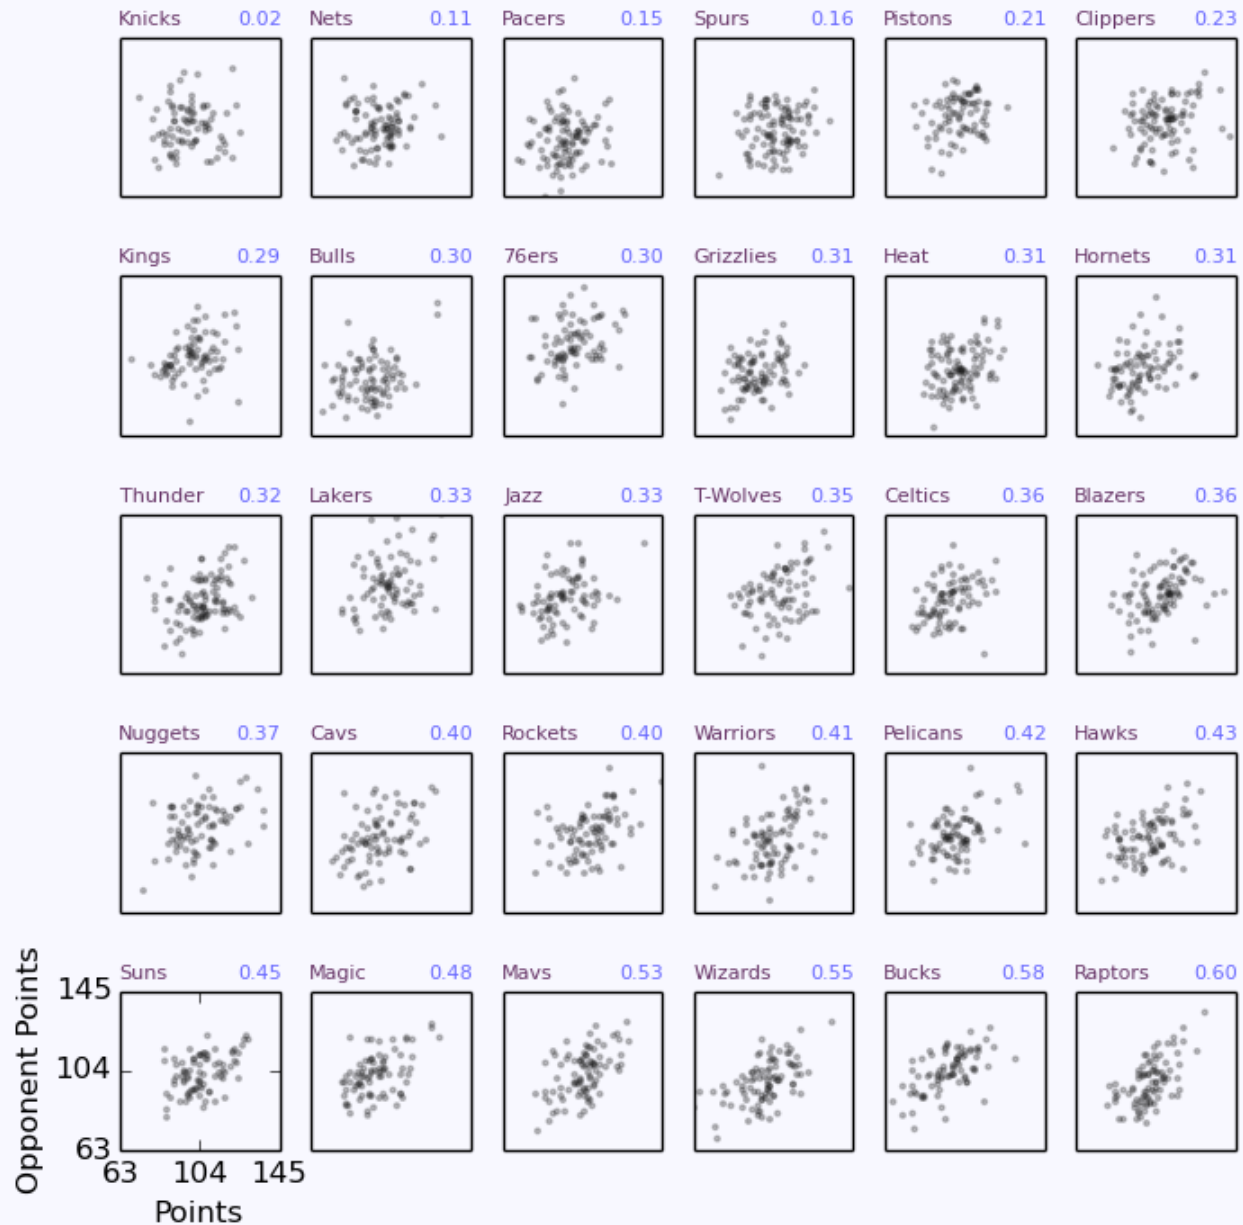 Knicks 0.02 Nets 0.11 Pacers 0.15 Spurs 0.16 Pistons 0.21 Clippers 0.23
Kings 0.29 Bulls 0.30 76ers 0.30 Grizzlies 0.31 Heat 0.31 Hornets 0.31
Thunder 0.32 Lakers 0.33 Jazz 0.33 T-Wolves 0.35 Celtics 0.36 Blazers 0.36
Nuggets 0.37 Cavs 0.40 Rockets 0.40 Warriors 0.41 Pelicans 0.42 Hawks 0.43
Suns 0.45 Magic 0.48 Mavs 0.53 Wizards 0.55 Bucks 0.58 Raptors 0.60
Opponent Points
145
104
63
63 104 145
Points